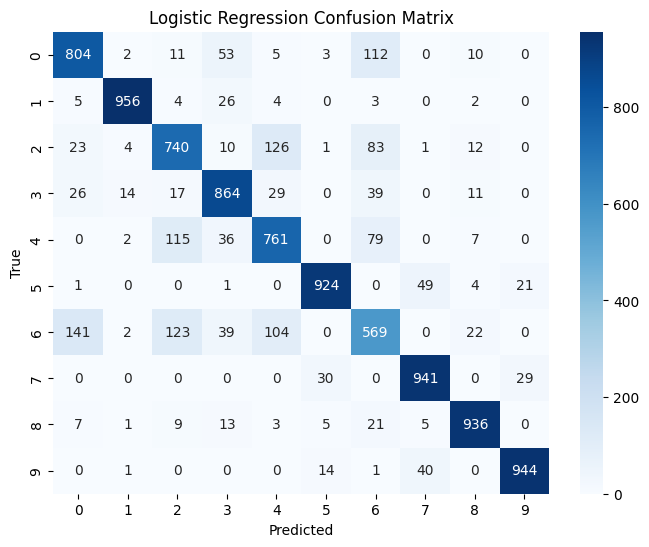 Logistic Regression Confusion Matrix
True
0 804 2 11 53 5 3 112 0 10 0
1 5 956 4 26 4 0 3 0 2 0
2 23 4 740 10 126 1 83 1 12 0
3 26 14 17 864 29 0 39 0 11 0
4 0 2 115 36 761 0 79 0 7 0
5 1 0 0 1 0 924 0 49 4 21
6 141 2 123 39 104 0 569 0 22 0
7 0 0 0 0 0 30 0 941 0 29
8 7 1 9 13 3 5 21 5 936 0
9 0 1 0 0 0 14 1 40 0 944
0 1 2 3 4 5 6 7 8 9
Predicted
800
600
400
200
0